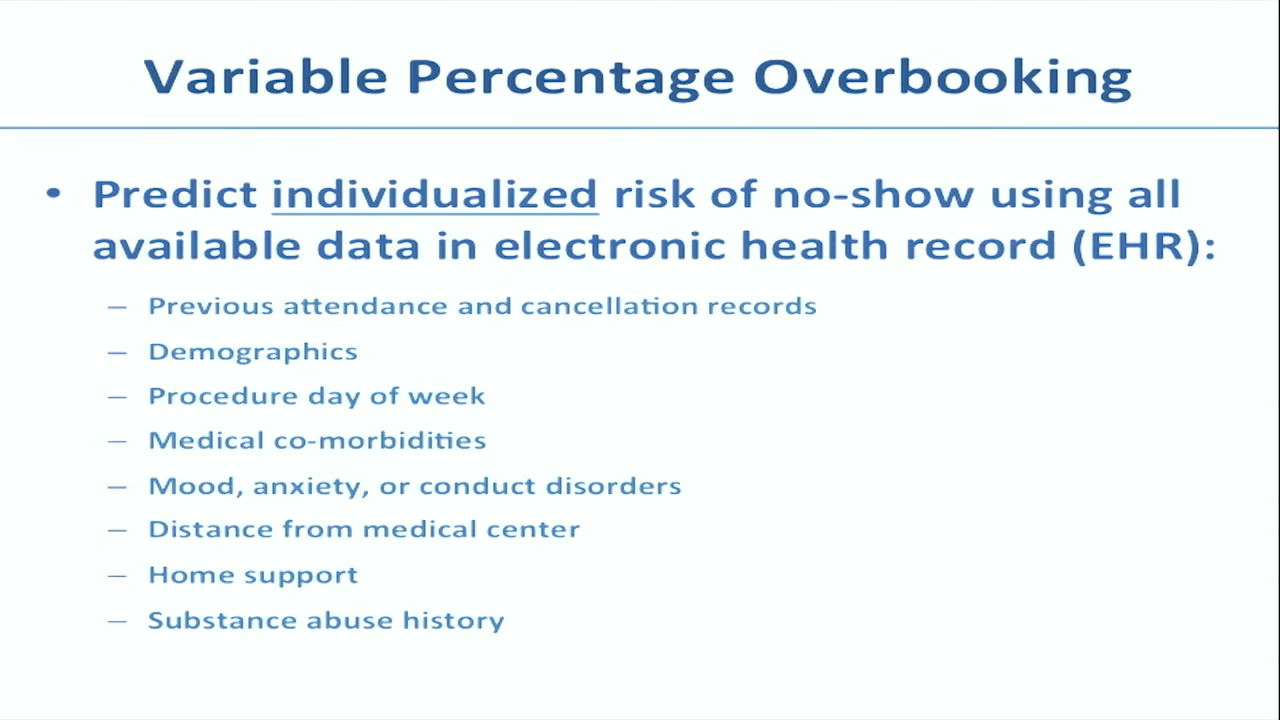 Variable Percentage Overbooking
• Predict individualized risk of no-show using all
available data in electronic health record (EHR):
– Previous attendance and cancellation records
– Demographics
– Procedure day of week
– Medical co-morbidities
– Mood, anxiety, or conduct disorders
– Distance from medical center
– Home support
– Substance abuse history